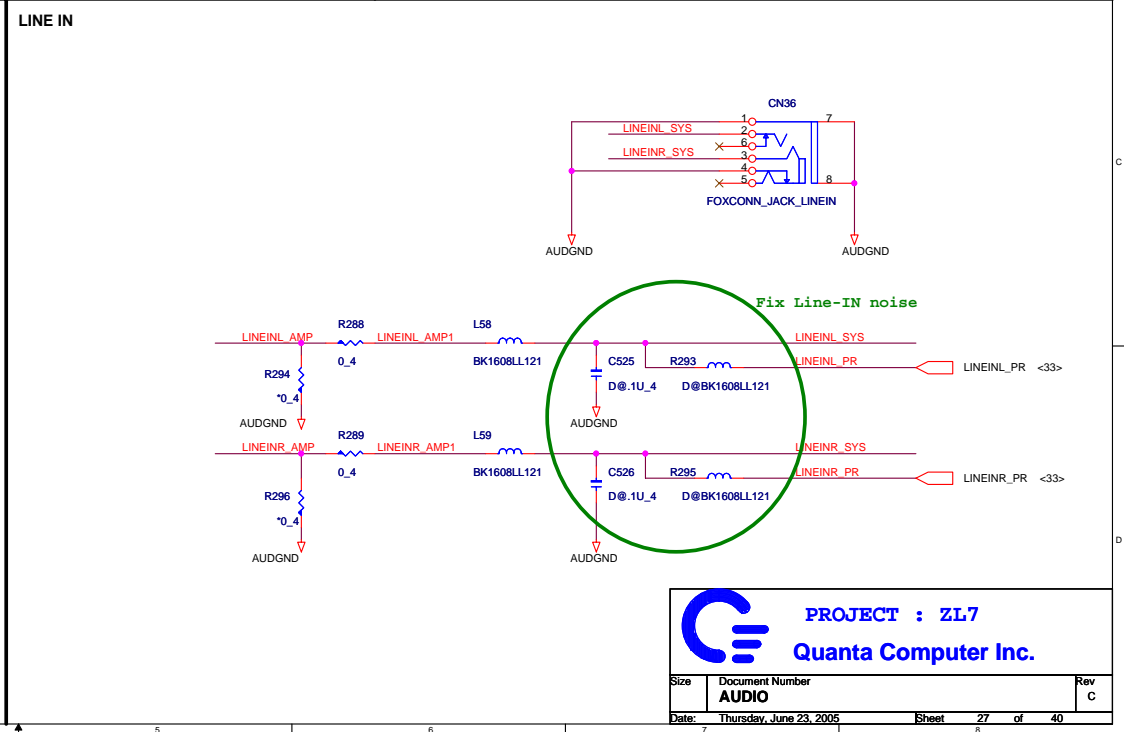 LINE IN
CN36
1 7
LINEINL_SYS 2
6
LINEINR_SYS 3
4
5 8
FOXCONN_JACK_LINEIN
AUDGND AUDGND
C
Fix Line-IN noise
R288 L58
LINEINL_AMP LINEINL_AMP1 LINEINL_SYS
0_4 BK1608LL121 C525 R293 LINEINL_PR LINEINL_PR <33>
R294
*0_4 D@.1U_4 D@BK1608LL121
AUDGND AUDGND
R289 L59
LINEINR_AMP LINEINR_AMP1 LINEINR_SYS
0_4 BK1608LL121 C526 R295 LINEINR_PR LINEINR_PR <33>
R296 D@.1U_4 D@BK1608LL121
*0_4
D
AUDGND AUDGND
PROJECT : ZL7
Quanta Computer Inc.
Size Document Number Rev
AUDIO C
Date: Thursday, June 23, 2005 Sheet 27 of 40
5 6 7 8